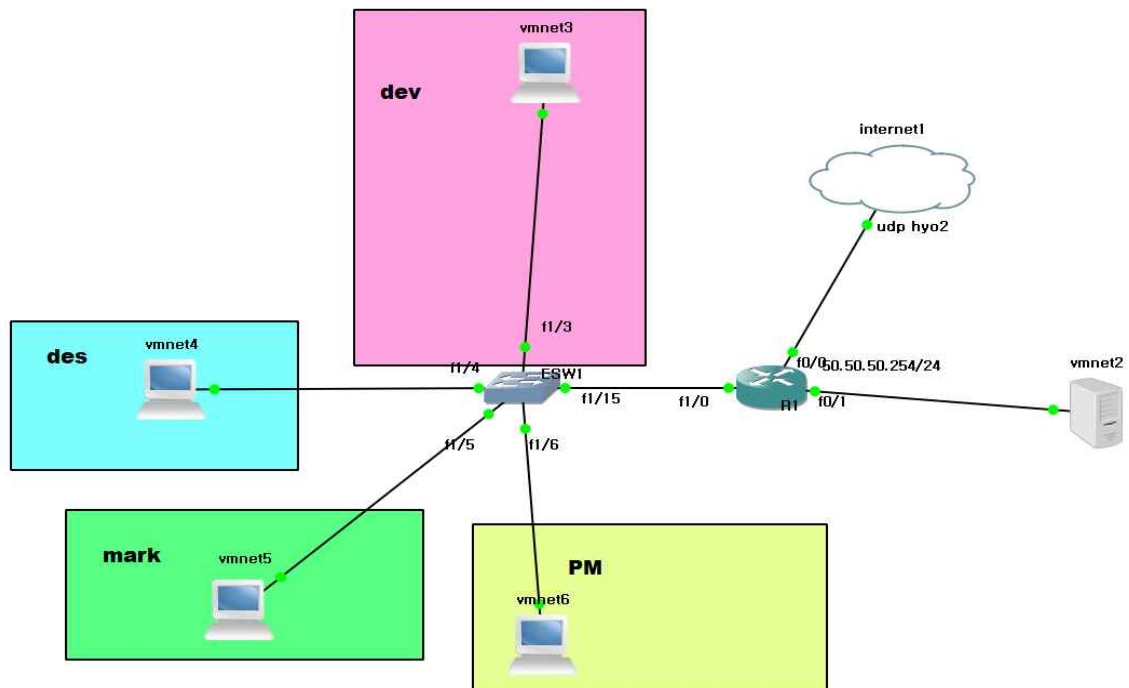 vmnet3
dev
internet1
udp hyo2
f1/3
des
vmnet4
f1/4
ESW1
f1/15
f1/0
f0/0
50.50.50.254/24
R1
f0/1
vmnet2
f1/5
f1/6
mark
vmnet5
PM
vmnet6